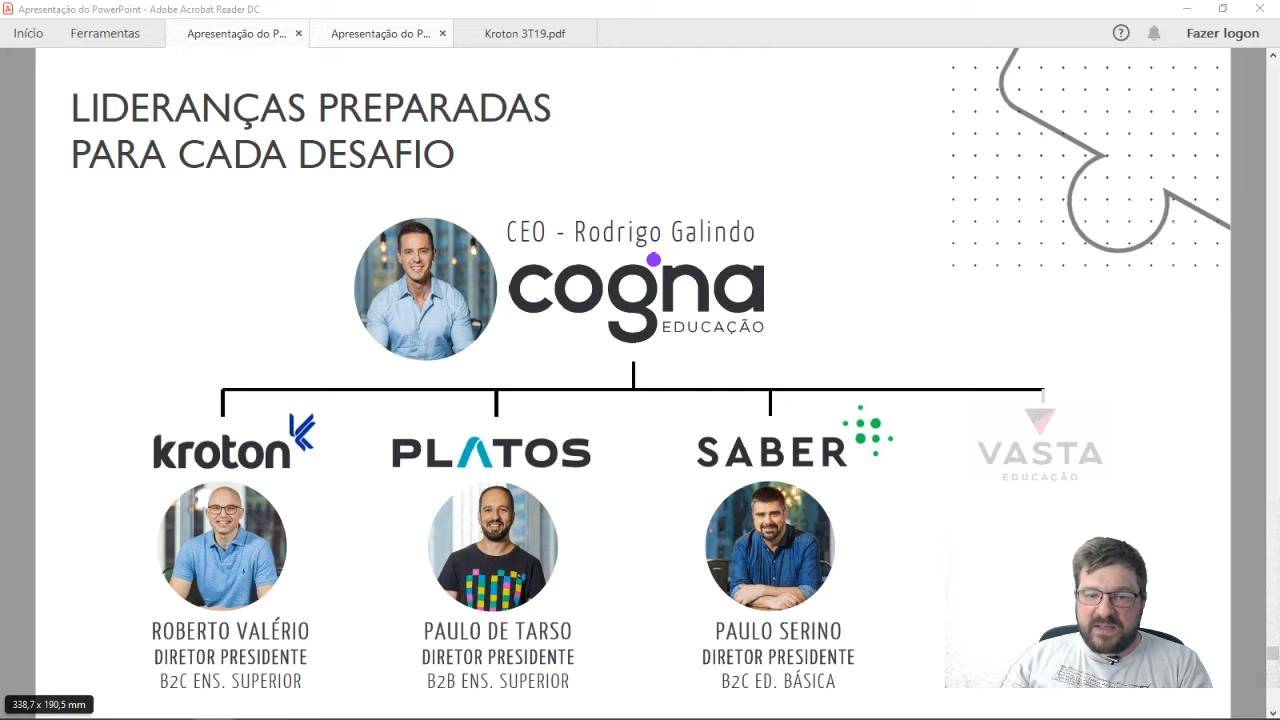 Apresentação do PowerPoint - Adobe Acrobat Reader DC
Início
Ferramentas
Apresentação do P...
Apresentação do P...
Kroton 3T19.pdf
Fazer logon
LIDERANÇAS PREPARADAS
PARA CADA DESAFIO
CEO - Rodrigo Galindo
cogna
EDUCAÇÃO
kroton
PLATOS
SABER
VASTA
EDUCAÇÃO
ROBERTO VALÉRIO
DIRETOR PRESIDENTE
B2C ENS. SUPERIOR
PAULO DE TARSO
DIRETOR PRESIDENTE
B2B ENS. SUPERIOR
PAULO SERINO
DIRETOR PRESIDENTE
B2C ED. BÁSICA
338,7 x 190,5 mm